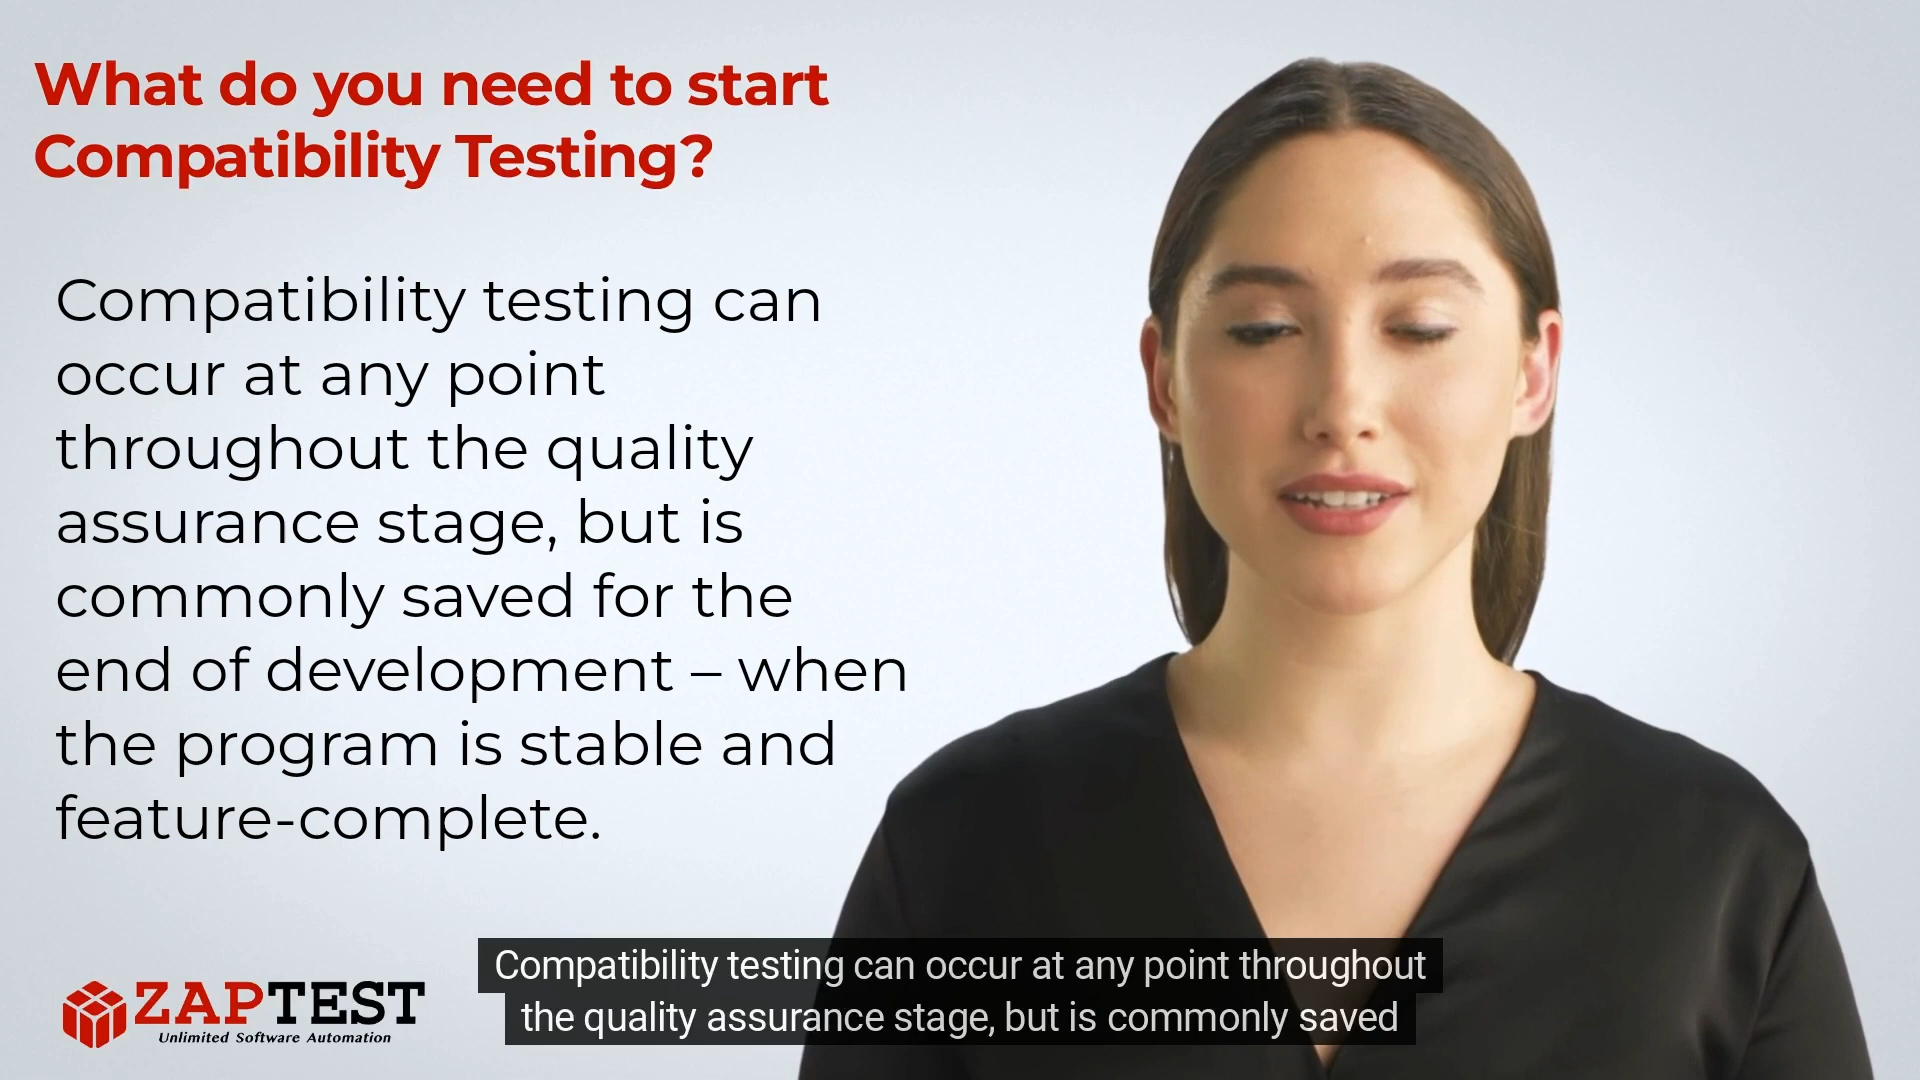 What do you need to start
Compatibility Testing?
Compatibility testing can
occur at any point
throughout the quality
assurance stage, but is
commonly saved for the
end of development – when
the program is stable and
feature-complete.
ZAPTEST
Unlimited Software Automation
Compatibility testing can occur at any point throughout
the quality assurance stage, but is commonly saved